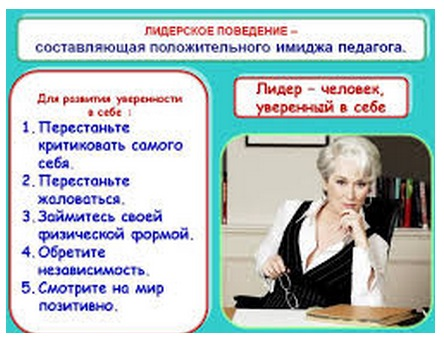 ЛИДЕРСКОЕ ПОВЕДЕНИЕ –
составляющая положительного имиджа педагога.
Для развития уверенности
в себе :
1. Перестаньте
критиковать самого
себя.
2. Перестаньте
жаловаться.
3. Займитесь своей
физической формой.
4. Обретите
независимость.
5. Смотрите на мир
позитивно.
Лидер – человек,
уверенный в себе